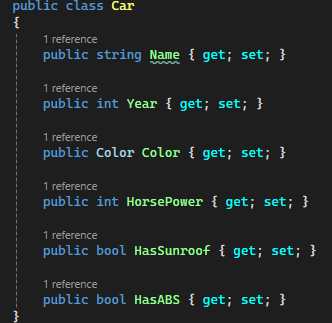 public class Car
{
1 reference
public string Name { get; set; }
1 reference
public int Year { get; set; }
1 reference
public Color Color { get; set; }
1 reference
public int HorsePower { get; set; }
1 reference
public bool HasSunroof { get; set; }
1 reference
public bool HasABS { get; set; }
}